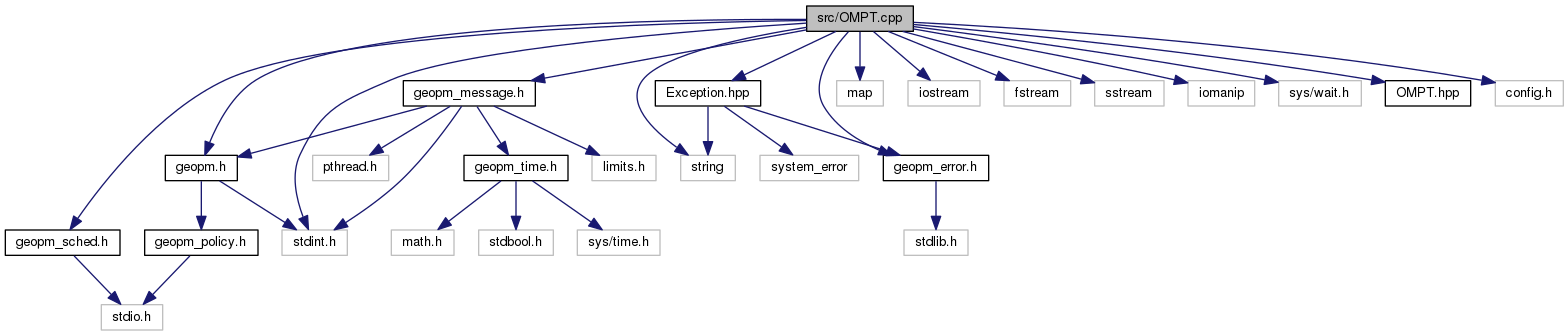 src/OMPT.cpp
geopm_message.h
Exception.hpp
map
iostream
fstream
sstream
iomanip
sys/wait.h
OMPT.hpp
config.h
geopm.h
pthread.h
geopm_time.h
limits.h
string
system_error
geopm_error.h
geopm_sched.h
geopm_policy.h
stdint.h
math.h
stdbool.h
sys/time.h
stdlib.h
stdio.h